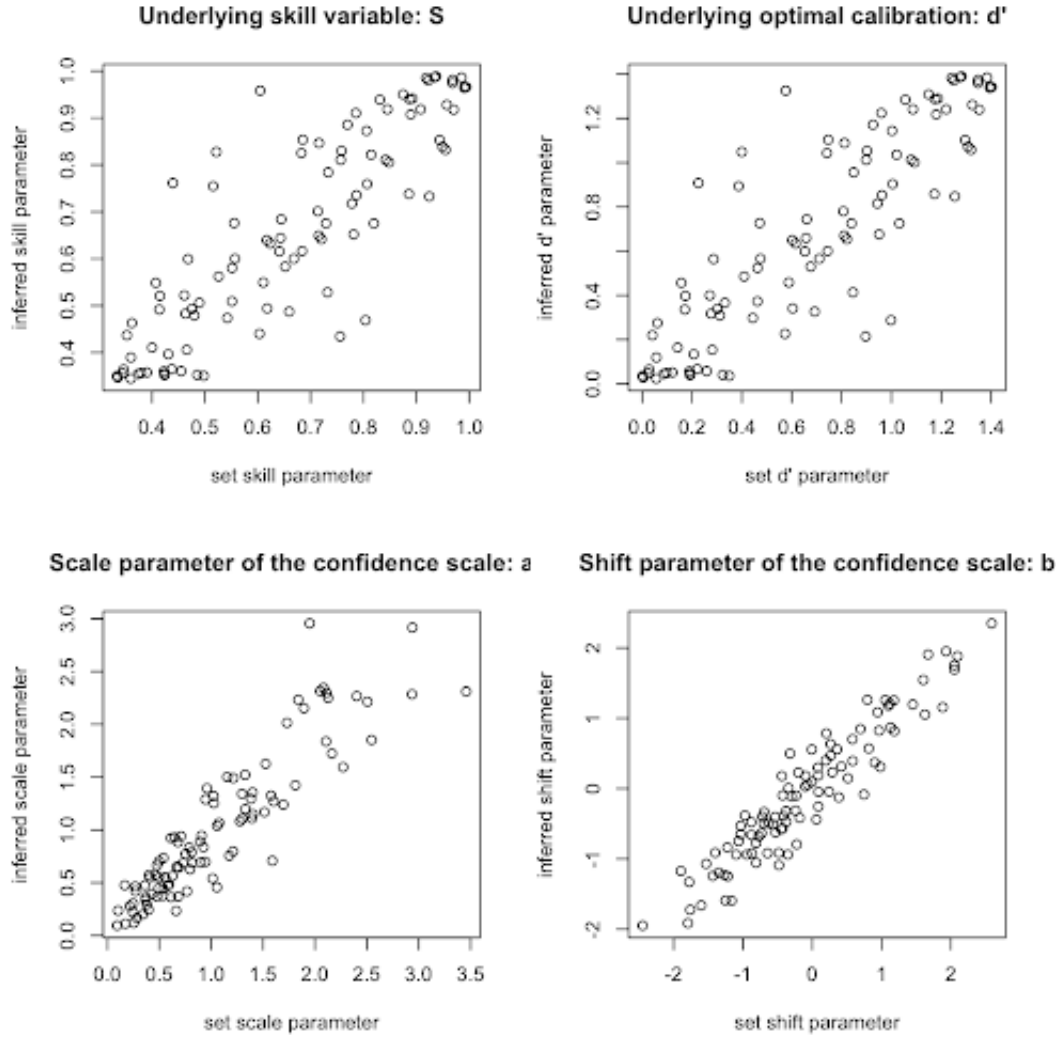 Underlying skill variable: S
inferred skill parameter
0.4 0.5 0.6 0.7 0.8 0.9 1.0
0.4 0.5 0.6 0.7 0.8 0.9 1.0
set skill parameter
Underlying optimal calibration: d'
inferred d' parameter
0.0 0.4 0.8 1.2
0.0 0.2 0.4 0.6 0.8 1.0 1.2 1.4
set d' parameter
Scale parameter of the confidence scale: a
inferred scale parameter
0.0 0.5 1.0 1.5 2.0 2.5 3.0
0.0 0.5 1.0 1.5 2.0 2.5 3.0 3.5
set scale parameter
Shift parameter of the confidence scale: b
inferred shift parameter
-2 -1 0 1 2
-2 -1 0 1 2
set shift parameter